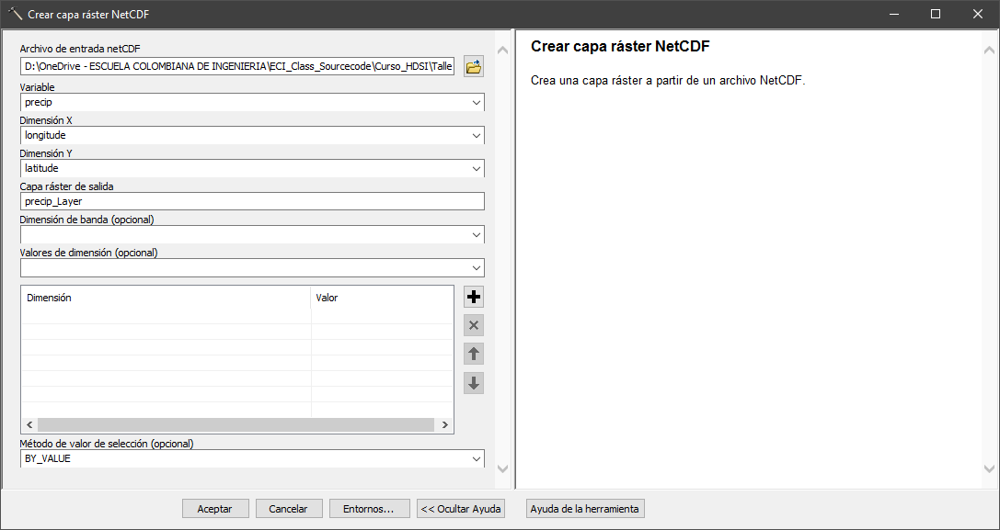 Crear capa ráster NetCDF
Archivo de entrada netCDF
D:\OneDrive - ESCUELA COLOMBIANA DE INGENIERIA\ECI_Class_Sourcecode\Curso_HDSI\Talle
Variable
precip
Dimensión X
longitude
Dimensión Y
latitude
Capa ráster de salida
precip_Layer
Dimensión de banda (opcional)
Valores de dimensión (opcional)
Dimensión Valor
Método de valor de selección (opcional)
BY_VALUE
Crear capa ráster NetCDF
Crea una capa ráster a partir de un archivo NetCDF.
Aceptar Cancelar Entornos... << Ocultar Ayuda Ayuda de la herramienta